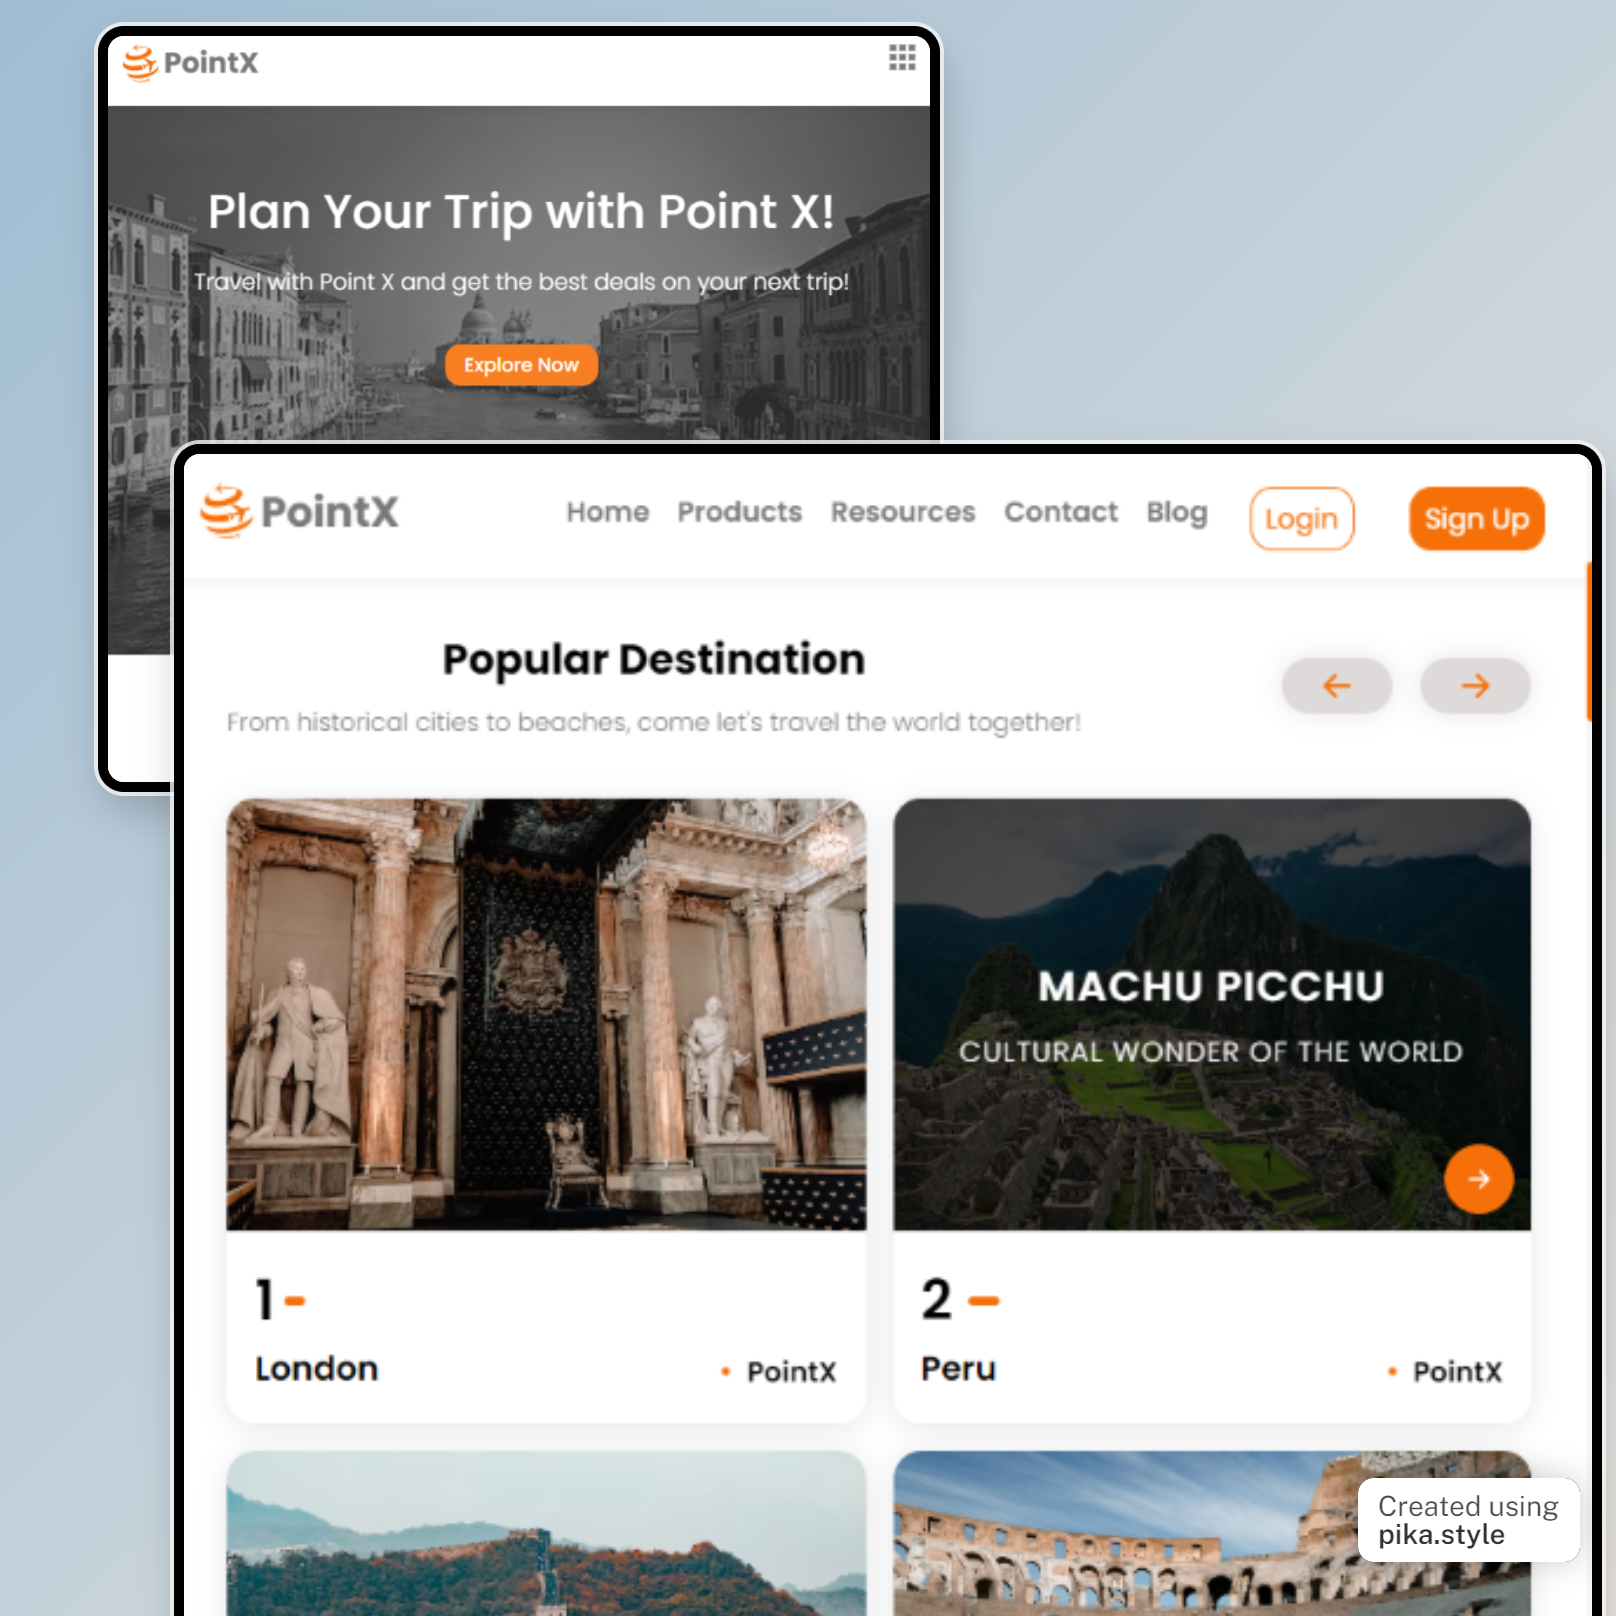 PointX
Plan Your Trip with Point X!
Travel with Point X and get the best deals on your next trip!
Explore Now
PointX
Home Products Resources Contact Blog Login Sign Up
Popular Destination
From historical cities to beaches, come let's travel the world together!
MACHU PICCHU
CULTURAL WONDER OF THE WORLD
1 -
London
• PointX
2 -
Peru
• PointX
Created using
pika.style